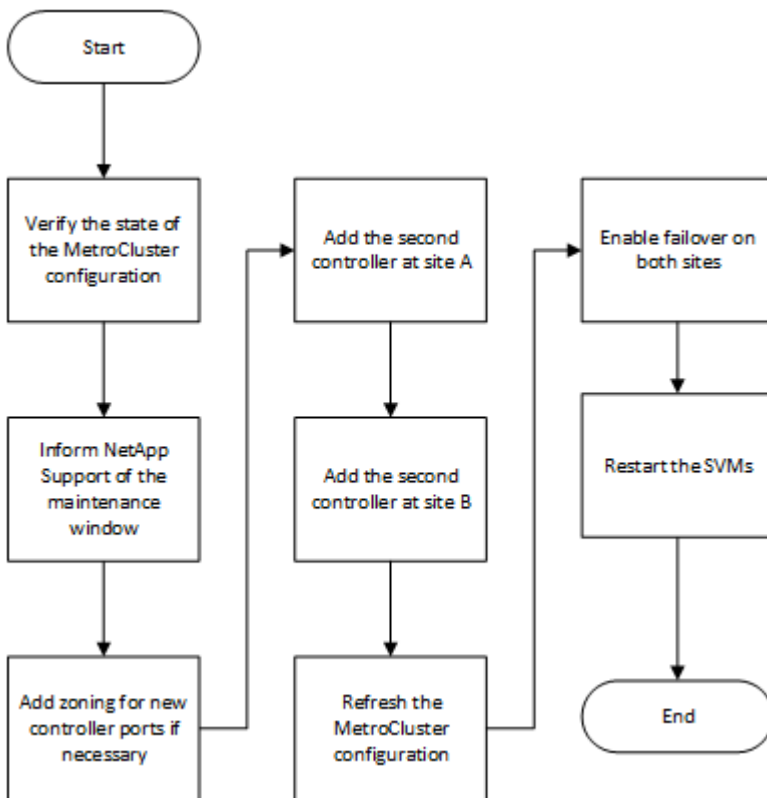 Start
Verify the state of
the MetroCluster
configuration
Inform NetApp
Support of the
maintenance
window
Add zoning for new
controller ports if
necessary
Add the second
controller at site A
Add the second
controller at site B
Refresh the
MetroCluster
configuration
Enable failover on
both sites
Restart the SVMs
End